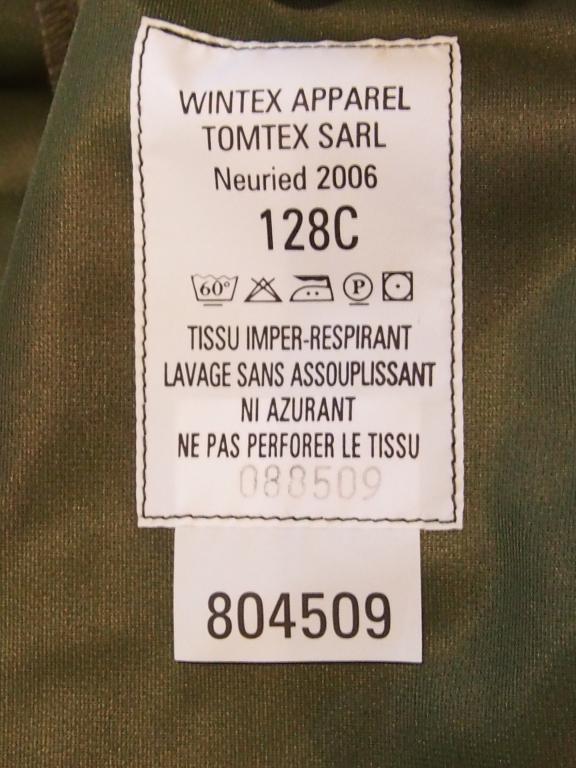 WINTEX APPAREL
TOMTEX SARL
Neuried 2006
128C
60° P
TISSU IMPER-RESPIRANT
LAVAGE SANS ASSOUPLISSANT
NI AZURANT
NE PAS PERFORER LE TISSU
088509
804509